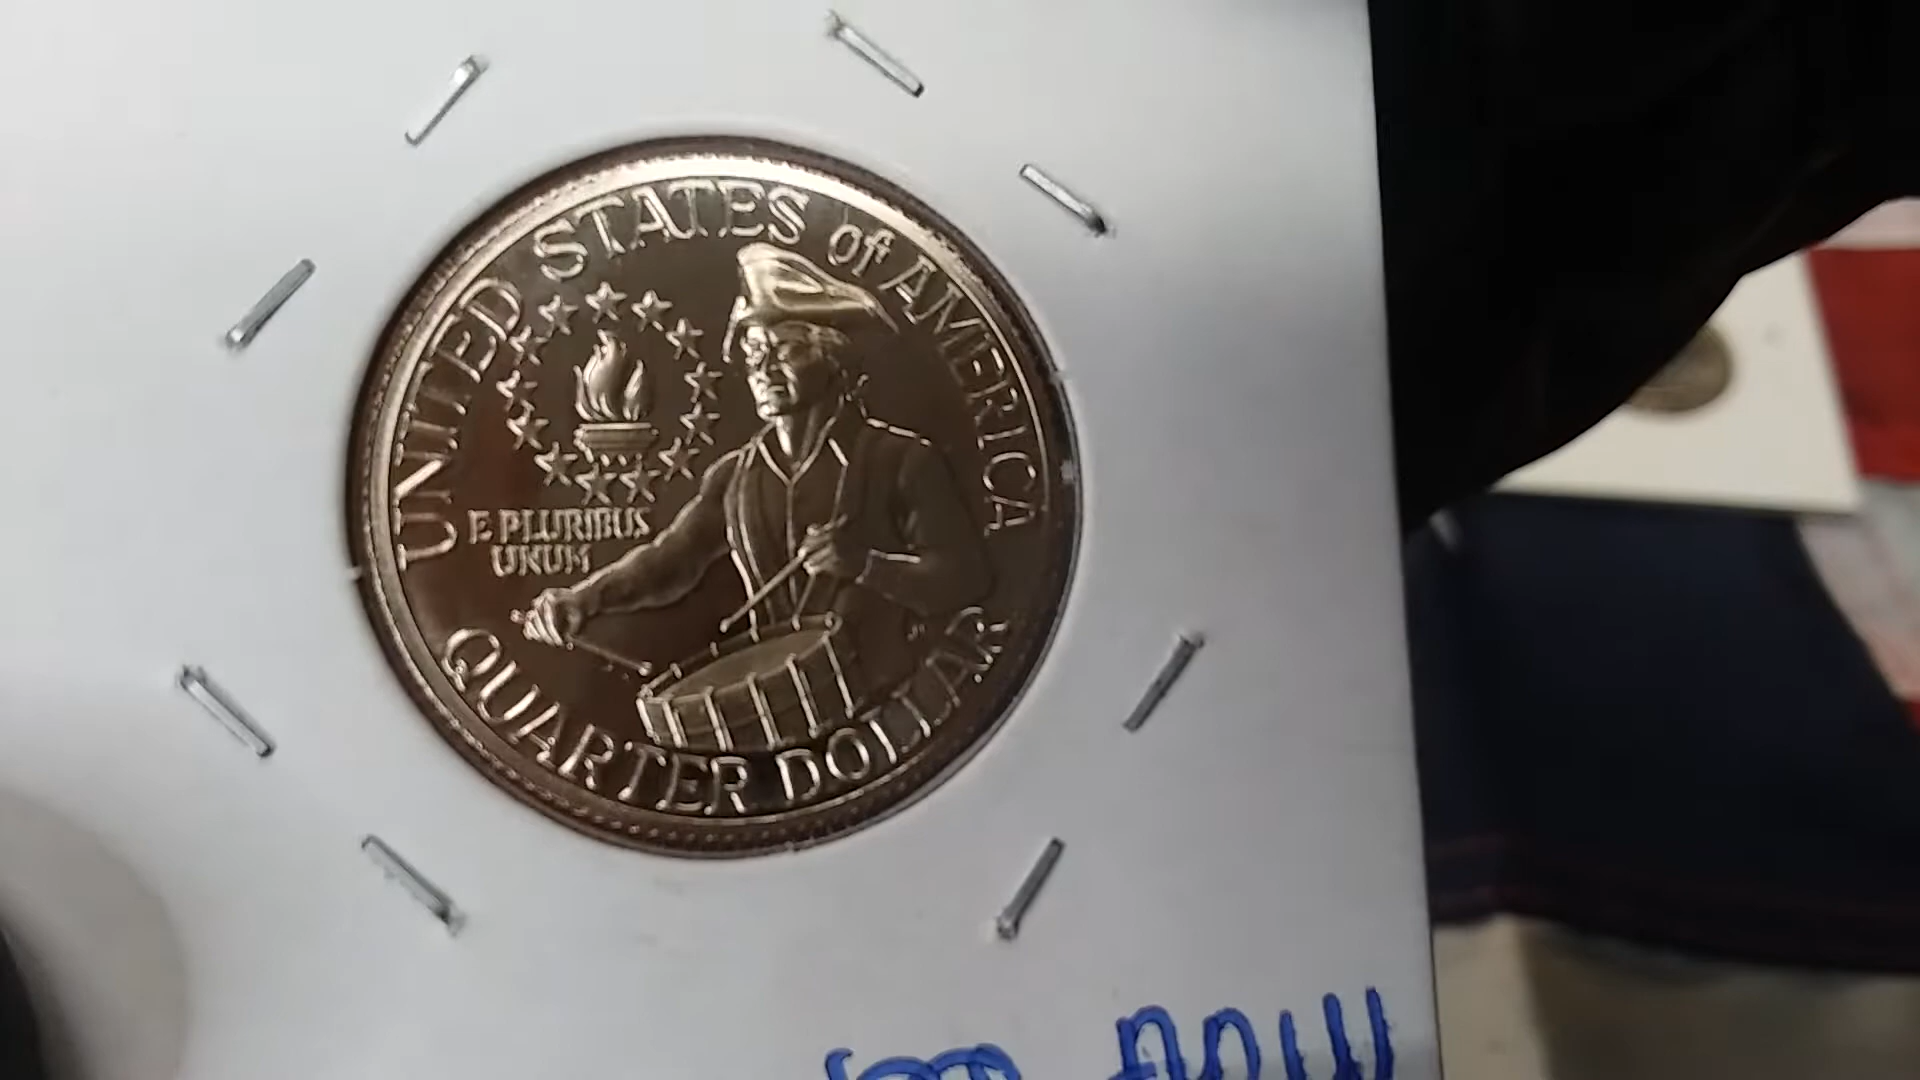 UNITED STATES of AMERICA
E PLURIBUS
UNUM
QUARTER DOLLAR